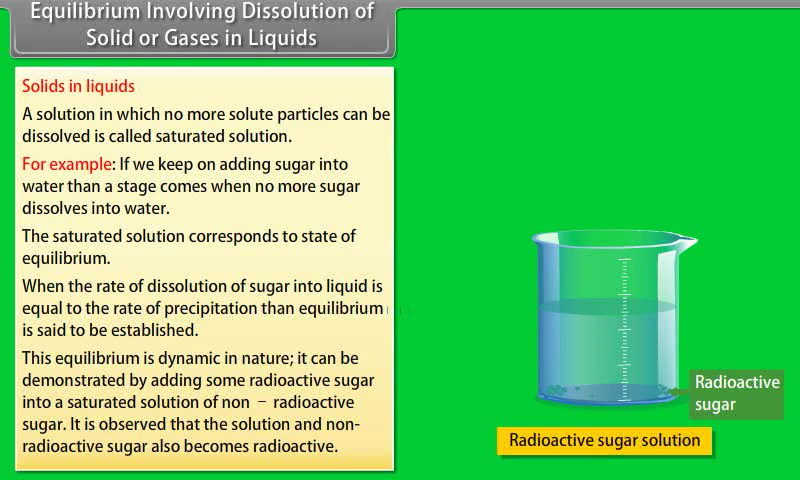 Equilibrium Involving Dissolution of
Solid or Gases in Liquids
Solids in liquids
A solution in which no more solute particles can be
dissolved is called saturated solution.
For example: If we keep on adding sugar into
water than a stage comes when no more sugar
dissolves into water.
The saturated solution corresponds to state of
equilibrium.
When the rate of dissolution of sugar into liquid is
equal to the rate of precipitation than equilibrium
is said to be established.
This equilibrium is dynamic in nature; it can be
demonstrated by adding some radioactive sugar
into a saturated solution of non – radioactive
sugar. It is observed that the solution and non-
radioactive sugar also becomes radioactive.
Radioactive
sugar
Radioactive sugar solution